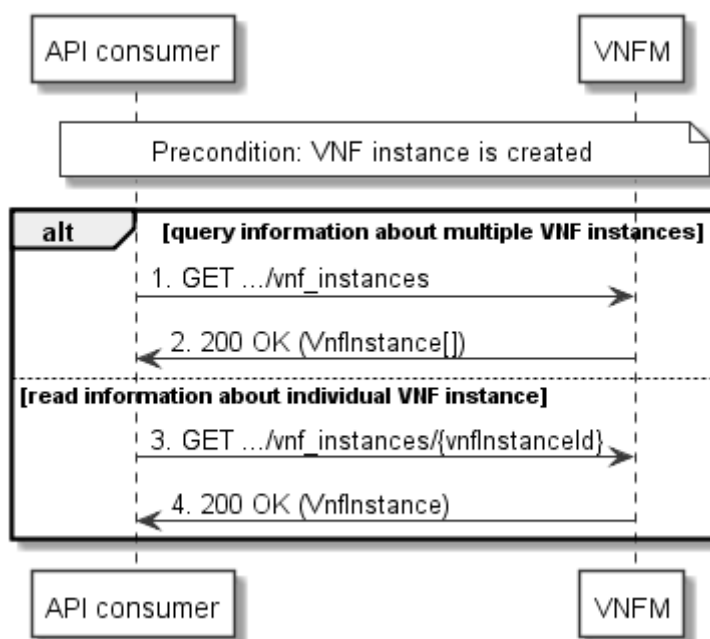 API consumer
VNFM
Precondition: VNF instance is created
alt
[query information about multiple VNF instances]
1. GET .../vnf_instances
2. 200 OK (VnfInstance[])
[read information about individual VNF instance]
3. GET .../vnf_instances/{vnfInstanceId}
4. 200 OK (VnfInstance)
API consumer
VNFM